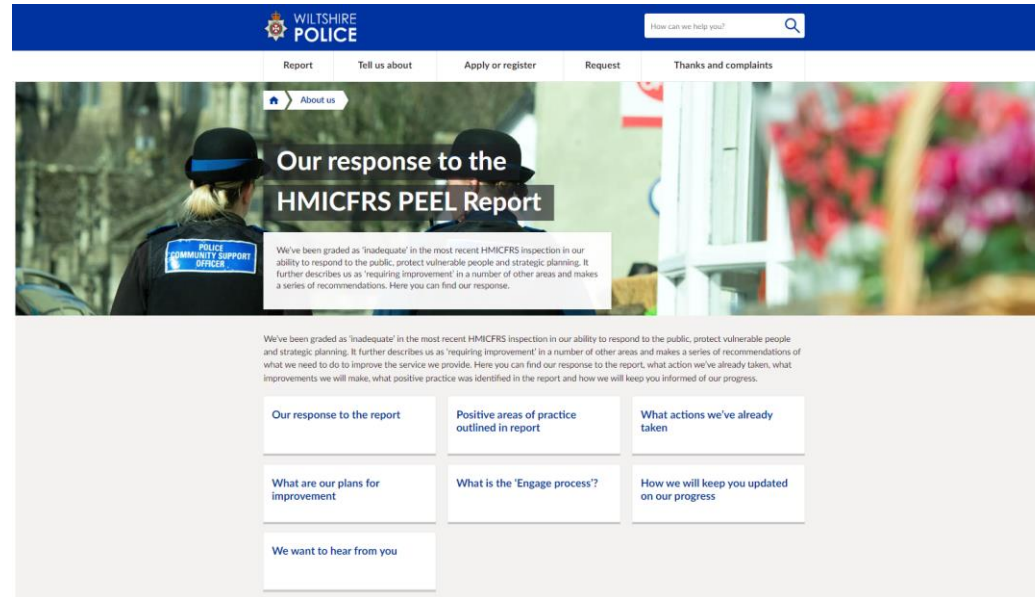 WILTSHIRE
POLICE
How can we help you?
Report
Tell us about
Apply or register
Request
Thanks and complaints
About us
Our response to the
HMICFRS PEEL Report
POLICE
COMMUNITY SUPPORT
OFFICER
We've been graded as 'inadequate' in the most recent HMICFRS inspection in our
ability to respond to the public, protect vulnerable people and strategic planning. It
further describes us as 'requiring improvement' in a number of other areas and makes
a series of recommendations. Here you can find our response.
We've been graded as 'inadequate' in the most recent HMICFRS inspection in our ability to respond to the public, protect vulnerable people
and strategic planning. It further describes us as 'requiring improvement' in a number of other areas and makes a series of recommendations of
what we need to do to improve the service we provide. Here you can find our response to the report, what action we've already taken, what
improvements we will make, what positive practice was identified in the report and how we will keep you informed of our progress.
Our response to the report
Positive areas of practice
outlined in report
What actions we've already
taken
What are our plans for
improvement
What is the 'Engage process'?
How we will keep you updated
on our progress
We want to hear from you